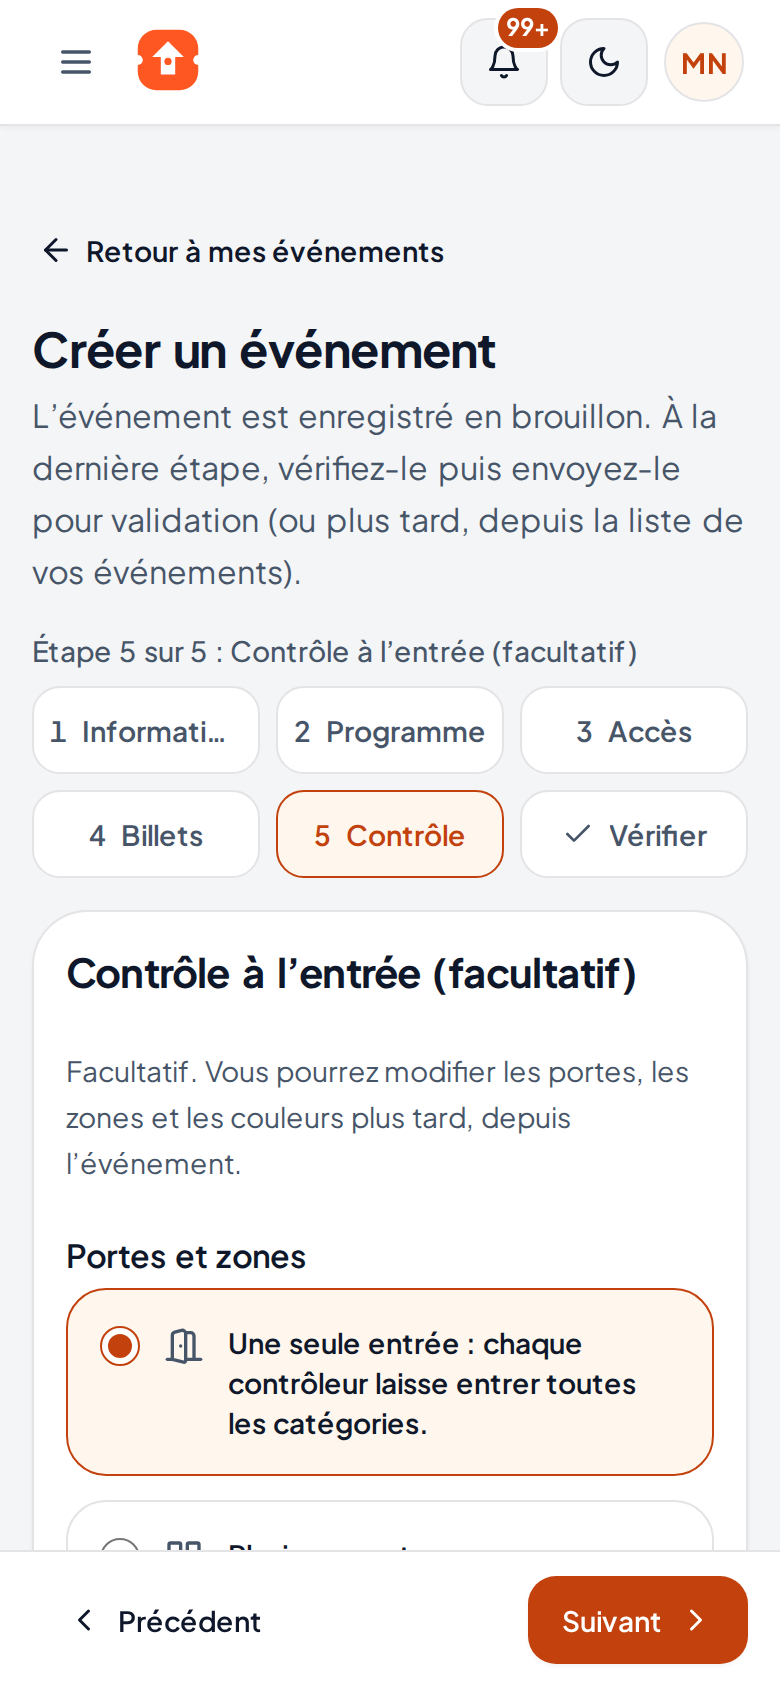 99+
MN
Retour à mes événements
Créer un événement
L’événement est enregistré en brouillon. À la
dernière étape, vérifiez-le puis envoyez-le
pour validation (ou plus tard, depuis la liste de
vos événements).
Étape 5 sur 5 : Contrôle à l’entrée (facultatif)
1 Informati…
2 Programme
3 Accès
4 Billets
5 Contrôle
Vérifier
Contrôle à l’entrée (facultatif)
Facultatif. Vous pourrez modifier les portes, les
zones et les couleurs plus tard, depuis
l’événement.
Portes et zones
Une seule entrée : chaque
contrôleur laisse entrer toutes
les catégories.
Précédent
Suivant